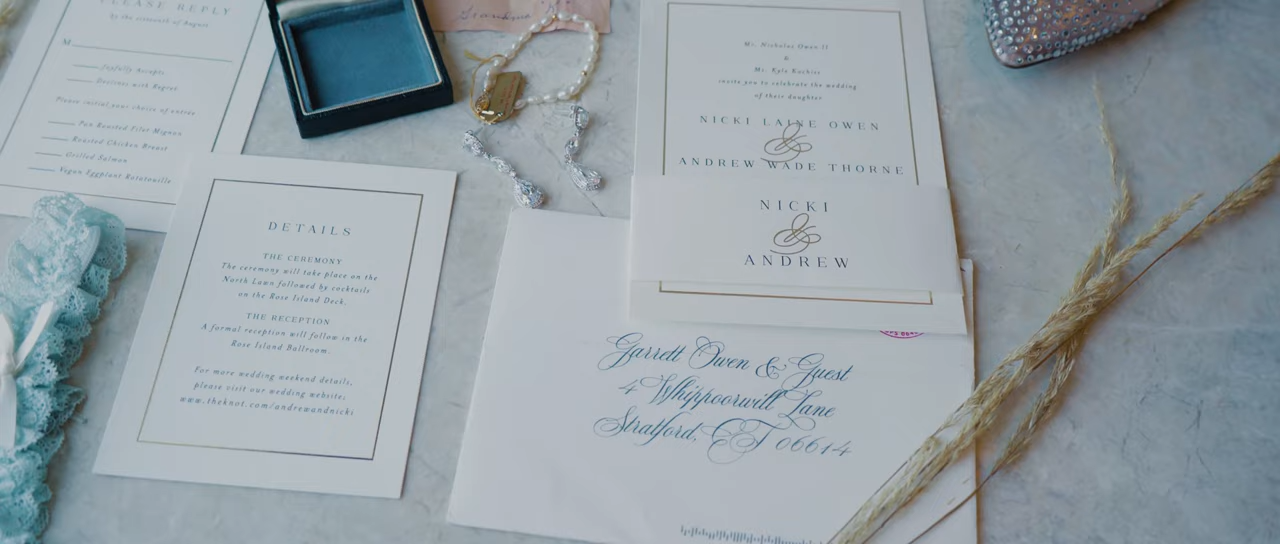 PLEASE REPLY
by the sixteenth of August
M
Joyfully Accepts
Declines with Regret
Please initial your choice of entree
Pan Roasted Filet Mignon
Roasted Chicken Breast
Grilled Salmon
Vegan Eggplant Ratatouille
DETAILS
THE CEREMONY
The ceremony will take place on the
North Lawn followed by cocktails
on the Rose Island Deck.
THE RECEPTION
A formal reception will follow in the
Rose Island Ballroom.
For more wedding weekend details,
please visit our wedding website:
www.theknot.com/andrewandnicki
Grandma
Mr. Nicholas Owen II
&
Mr. Kyle Kuchler
invite you to celebrate the wedding
of their daughter
NICKI LAINE OWEN
&
ANDREW WADE THORNE
NICKI
&
ANDREW
Garrett Owen & Guest
4 Whippoorwill Lane
Stratford, CT 06614